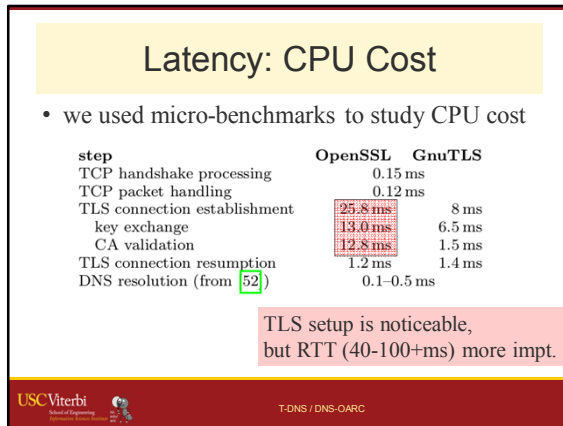 Latency: CPU Cost
• we used micro-benchmarks to study CPU cost
step OpenSSL GnuTLS
TCP handshake processing 0.15 ms
TCP packet handling 0.12 ms
TLS connection establishment 25.8 ms 8 ms
key exchange 13.0 ms 6.5 ms
CA validation 12.8 ms 1.5 ms
TLS connection resumption 1.2 ms 1.4 ms
DNS resolution (from [52]) 0.1–0.5 ms
TLS setup is noticeable,
but RTT (40-100+ms) more impt.
USC Viterbi
School of Engineering
Information Sciences Institute
T-DNS / DNS-OARC